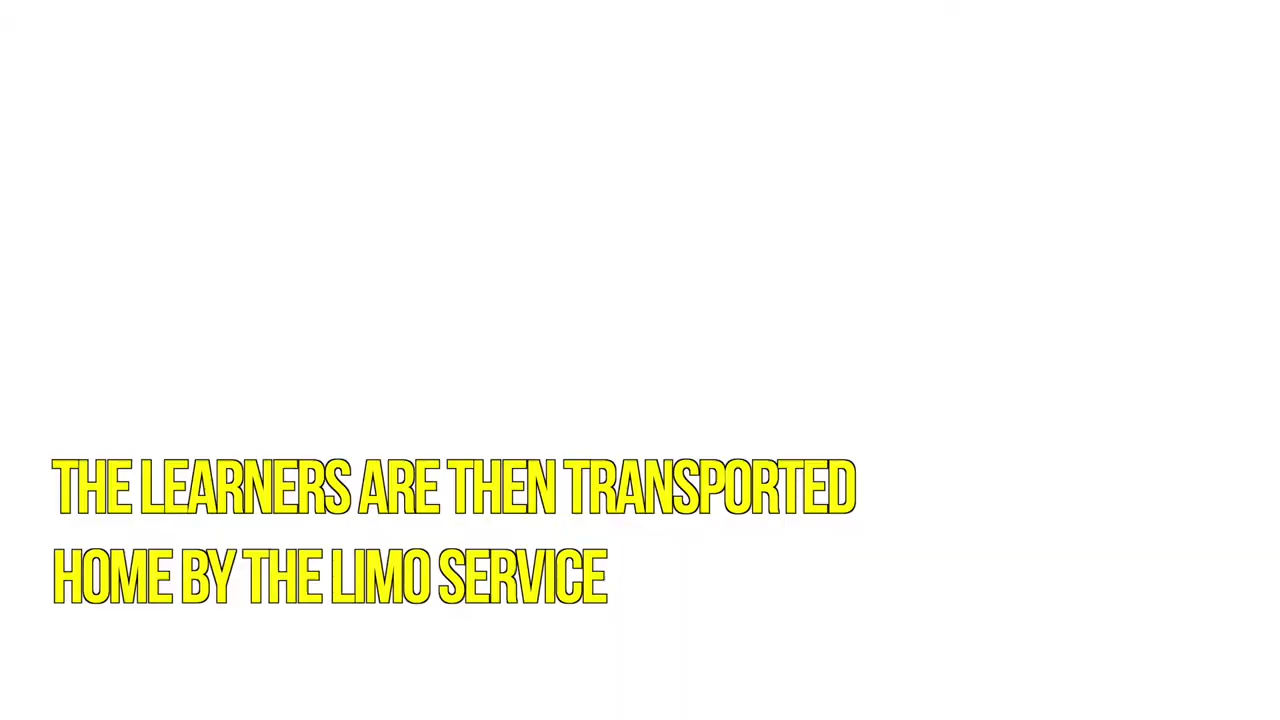 THE LEARNERS ARE THEN TRANSPORTED
HOME BY THE LIMO SERVICE